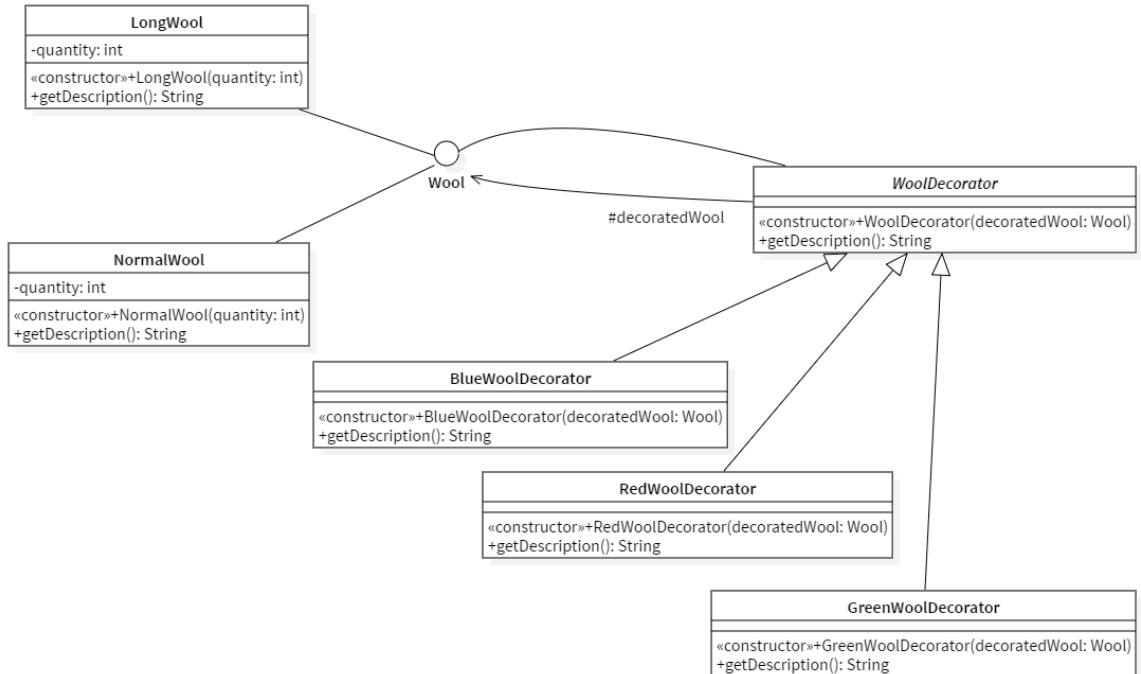 LongWool
-quantity: int
«constructor»+LongWool(quantity: int)
+getDescription(): String
Wool
WoolDecorator
«constructor»+WoolDecorator(decoratedWool: Wool)
+getDescription(): String
#decoratedWool
NormalWool
-quantity: int
«constructor»+NormalWool(quantity: int)
+getDescription(): String
BlueWoolDecorator
«constructor»+BlueWoolDecorator(decoratedWool: Wool)
+getDescription(): String
RedWoolDecorator
«constructor»+RedWoolDecorator(decoratedWool: Wool)
+getDescription(): String
GreenWoolDecorator
«constructor»+GreenWoolDecorator(decoratedWool: Wool)
+getDescription(): String